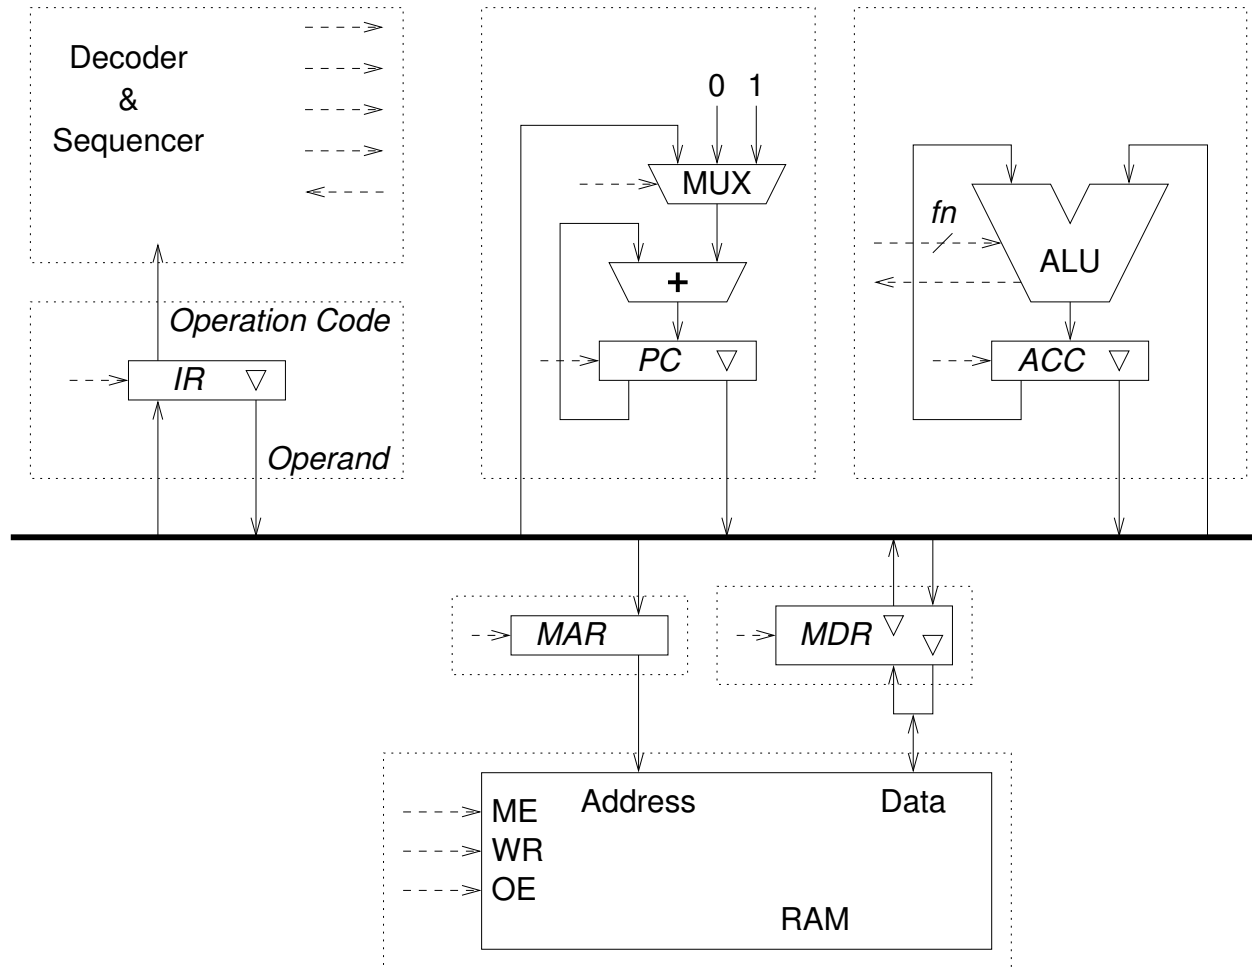 Decoder
&
Sequencer
Operation Code
IR
Operand
0 1
MUX
+
PC
fn
ALU
ACC
MAR
MDR
Address
Data
ME
WR
OE
RAM